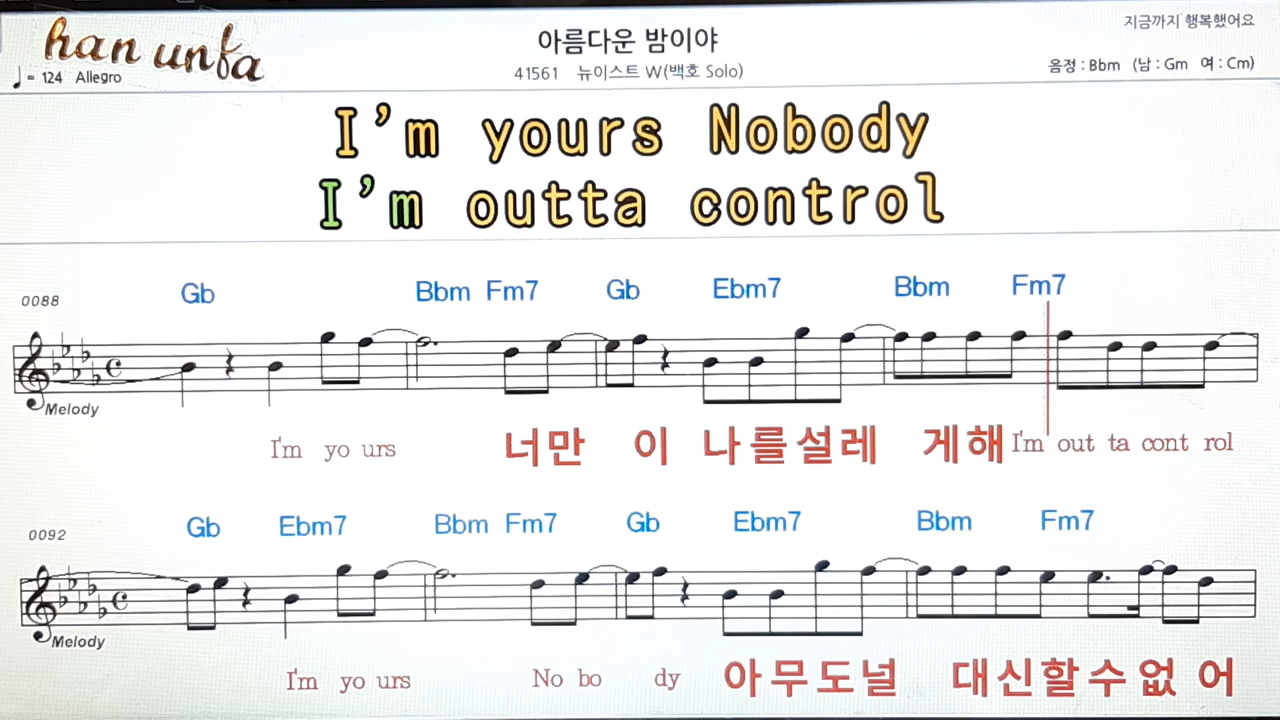 han unfa
지금까지 행복했어요
아름다운 밤이야
♩= 124 Allegro
41561 뉴이스트 W(백호 Solo)
음정 : Bbm (남 : Gm 여 : Cm)
I'm yours Nobody
I'm outta control
0088
Gb Bbm Fm7 Gb Ebm7 Bbm Fm7
Melody
I'm yo urs 너만 이 나를설레 게해 I'm out ta cont rol
0092
Gb Ebm7 Bbm Fm7 Gb Ebm7 Bbm Fm7
Melody
I'm yo urs No bo dy 아무도널 대신할수없 어